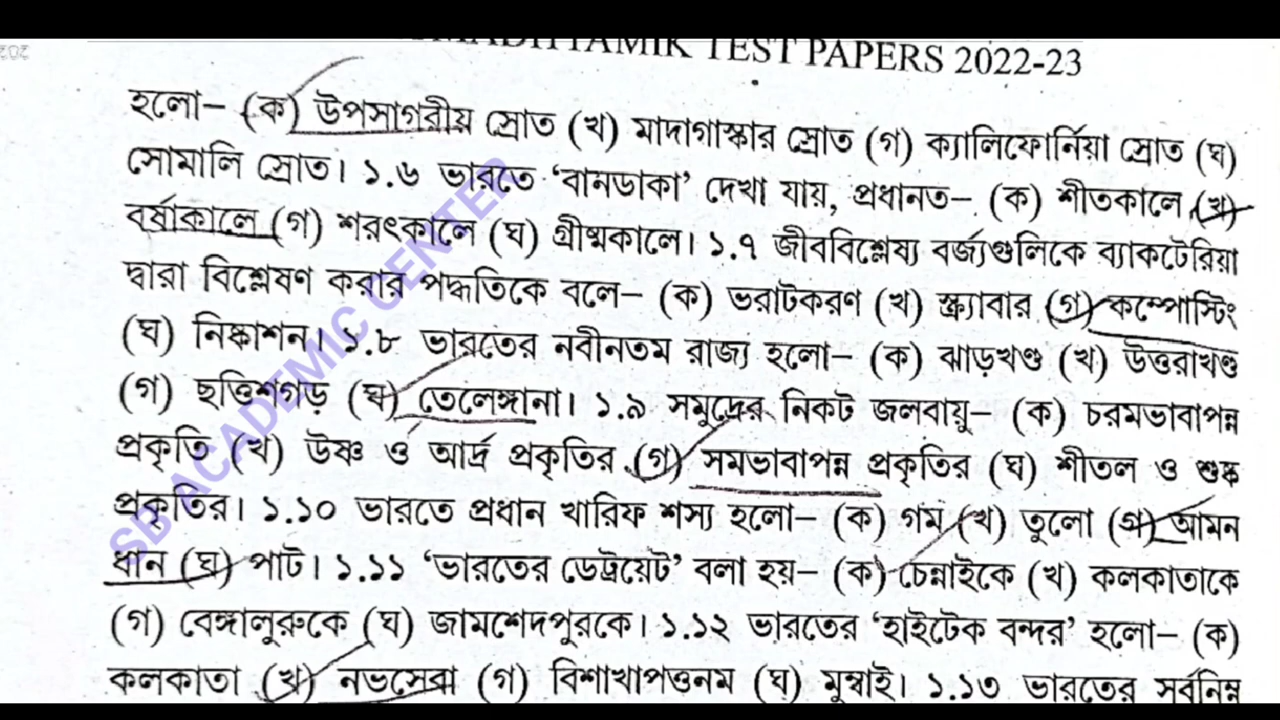 MADHYAMIK TEST PAPERS 2022-23
হলো– (ক) উপসাগরীয় স্রোত (খ) মাদাগাস্কার স্রোত (গ) ক্যালিফোর্নিয়া স্রোত (ঘ)
সোমালি স্রোত। ১.৬ ভারতে ‘বানডাকা’ দেখা যায়, প্রধানত– (ক) শীতকালে (খ)
বর্ষাকালে (গ) শরৎকালে (ঘ) গ্রীষ্মকালে। ১.৭ জীববিশ্লেষ্য বর্জ্যগুলিকে ব্যাকটেরিয়া
দ্বারা বিশ্লেষণ করার পদ্ধতিকে বলে– (ক) ভরাটকরণ (খ) স্ক্র্যাবার (গ) কম্পোস্টিং
(ঘ) নিষ্কাশন। ১.৮ ভারতের নবীনতম রাজ্য হলো– (ক) ঝাড়খণ্ড (খ) উত্তরাখণ্ড
(গ) ছত্তিশগড় (ঘ) তেলেঙ্গানা। ১.৯ সমুদ্রের নিকট জলবায়ু– (ক) চরমভাবাপন্ন
প্রকৃতি (খ) উষ্ণ ও আর্দ্র প্রকৃতির (গ) সমভাবাপন্ন প্রকৃতির (ঘ) শীতল ও শুষ্ক
প্রকৃতির। ১.১০ ভারতে প্রধান খারিফ শস্য হলো– (ক) গম (খ) তুলো (গ) আমন
ধান (ঘ) পাট। ১.১১ ‘ভারতের ডেট্রয়েট’ বলা হয়– (ক) চেন্নাইকে (খ) কলকাতাকে
(গ) বেঙ্গালুরুকে (ঘ) জামশেদপুরকে। ১.১২ ভারতের ‘হাইটেক বন্দর’ হলো– (ক)
কলকাতা (খ) নভসেবা (গ) বিশাখাপত্তনম (ঘ) মুম্বাই। ১.১৩ ভারতের সর্বনিম্ন
SB ACADEMIC CENTER